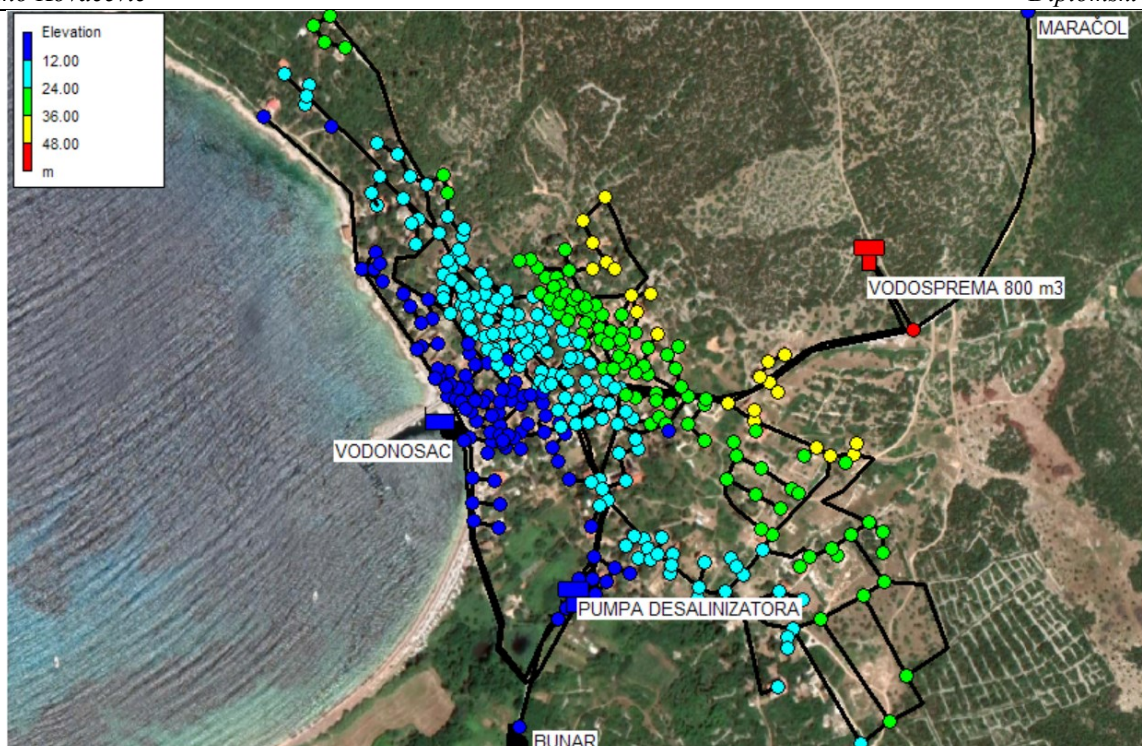 Elevation
12.00
24.00
36.00
48.00
m
MARAČOL
VODOSPREMA 800 m3
VODONOSAC
PUMPA DESALINIZATORA
BUNAR